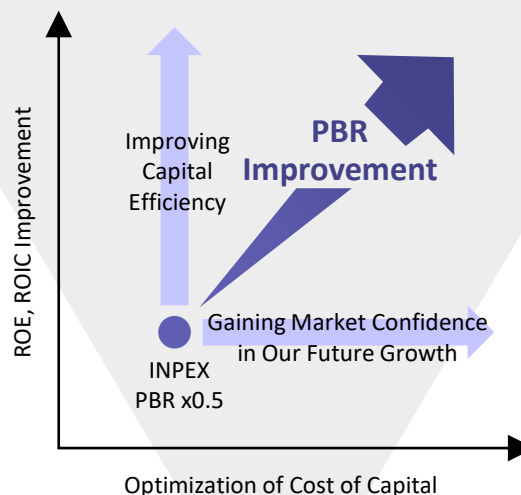 ROE, ROIC Improvement
Improving
Capital
Efficiency
PBR
Improvement
Gaining Market Confidence
in Our Future Growth
INPEX
PBR x0.5
Optimization of Cost of Capital